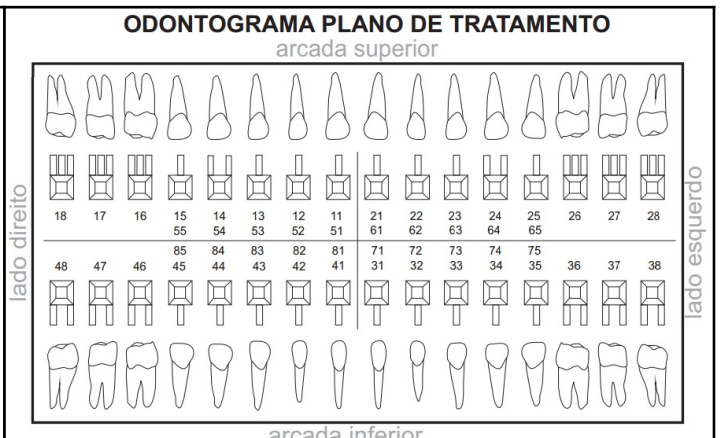 ODONTOGRAMA PLANO DE TRATAMENTO
arcada superior
lado direito
18 17 16 15 14 13 12 11 21 22 23 24 25 26 27 28
55 54 53 52 51 61 62 63 64 65
85 84 83 82 81 71 72 73 74 75
48 47 46 45 44 43 42 41 31 32 33 34 35 36 37 38
lado esquerdo
arcada inferior